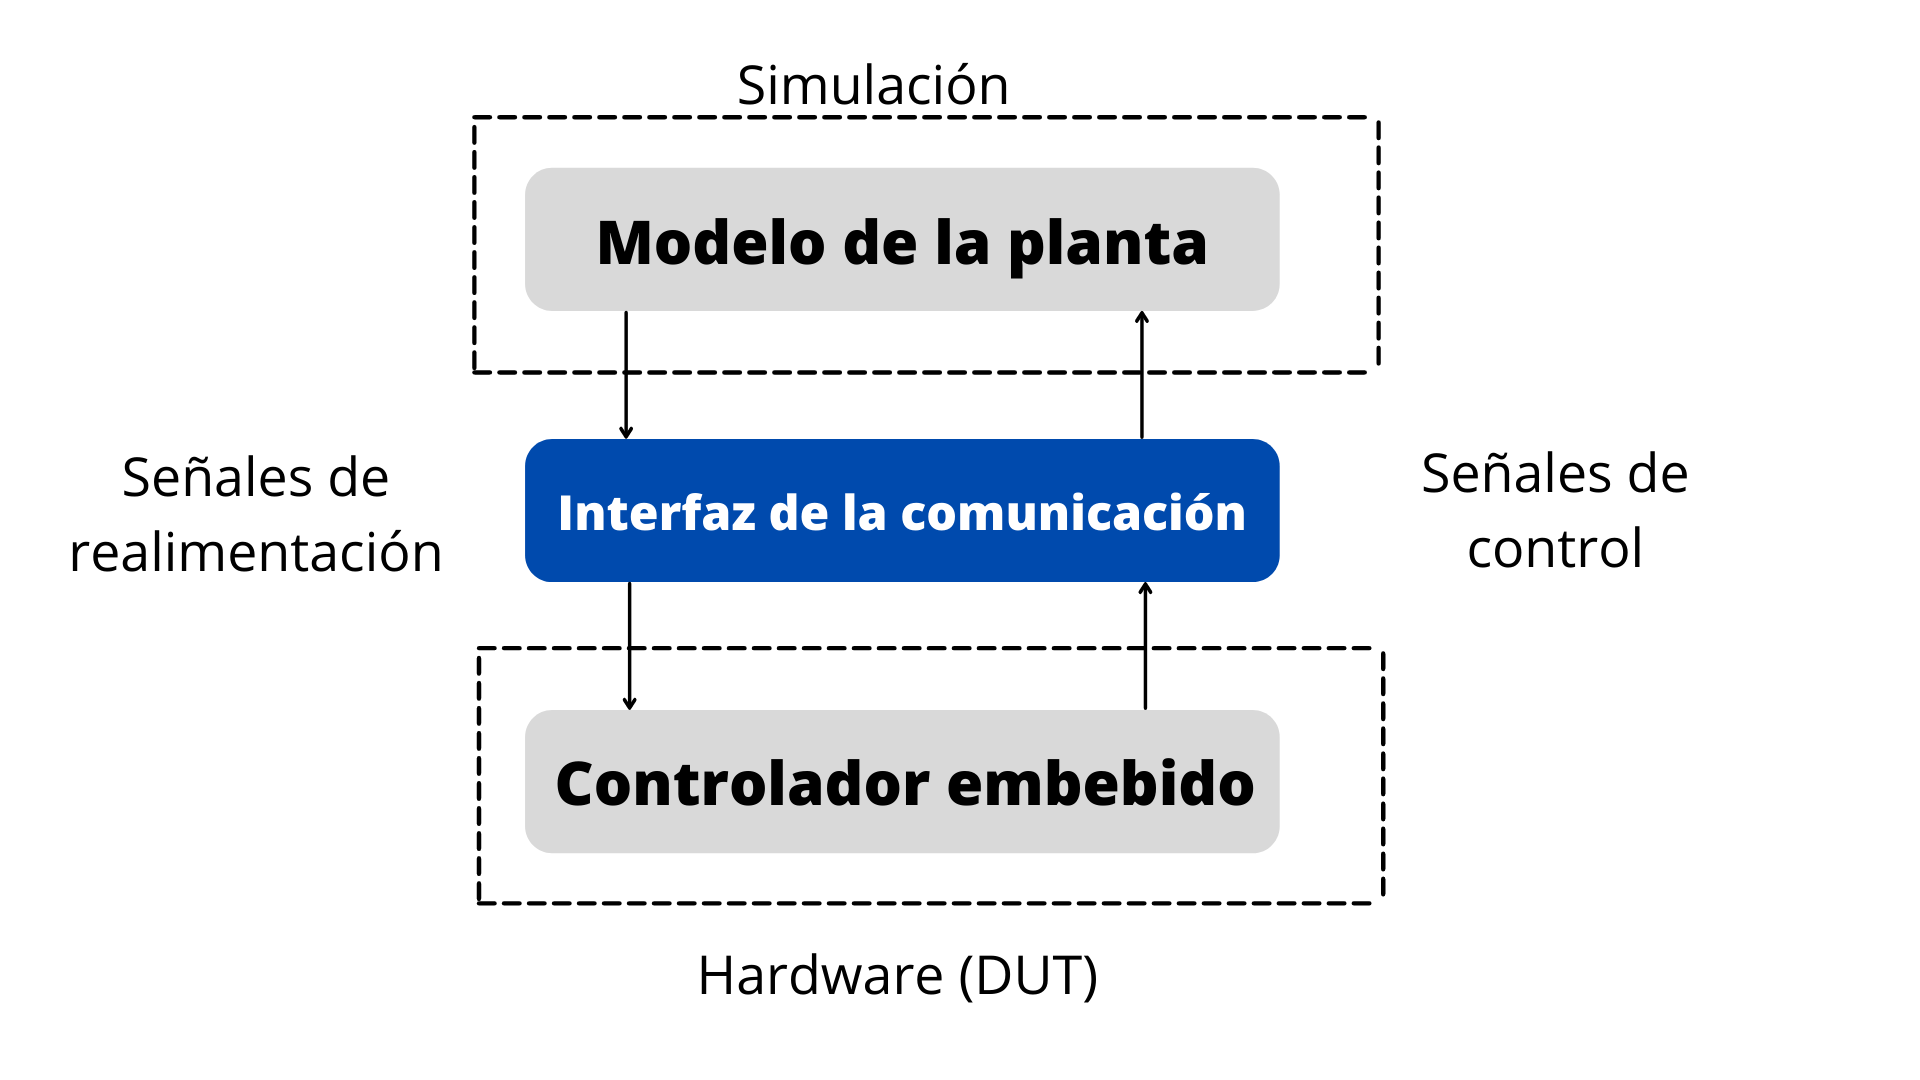 Simulación
Modelo de la planta
Señales de
realimentación
Interfaz de la comunicación
Señales de
control
Controlador embebido
Hardware (DUT)